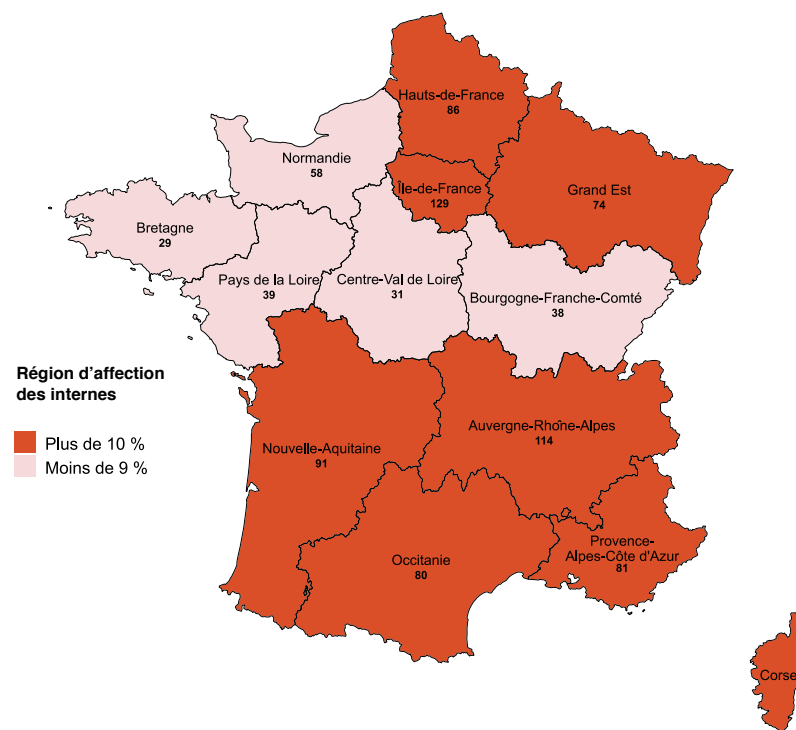 Hauts-de-France
86
Normandie
58
Île-de-France
129
Grand Est
74
Bretagne
29
Pays de la Loire
39
Centre-Val de Loire
31
Bourgogne-Franche-Comté
38
Région d’affection
des internes
Plus de 10 %
Moins de 9 %
Nouvelle-Aquitaine
91
Auvergne-Rhône-Alpes
114
Provence-
Alpes-Côte d'Azur
81
Occitanie
80
Corse